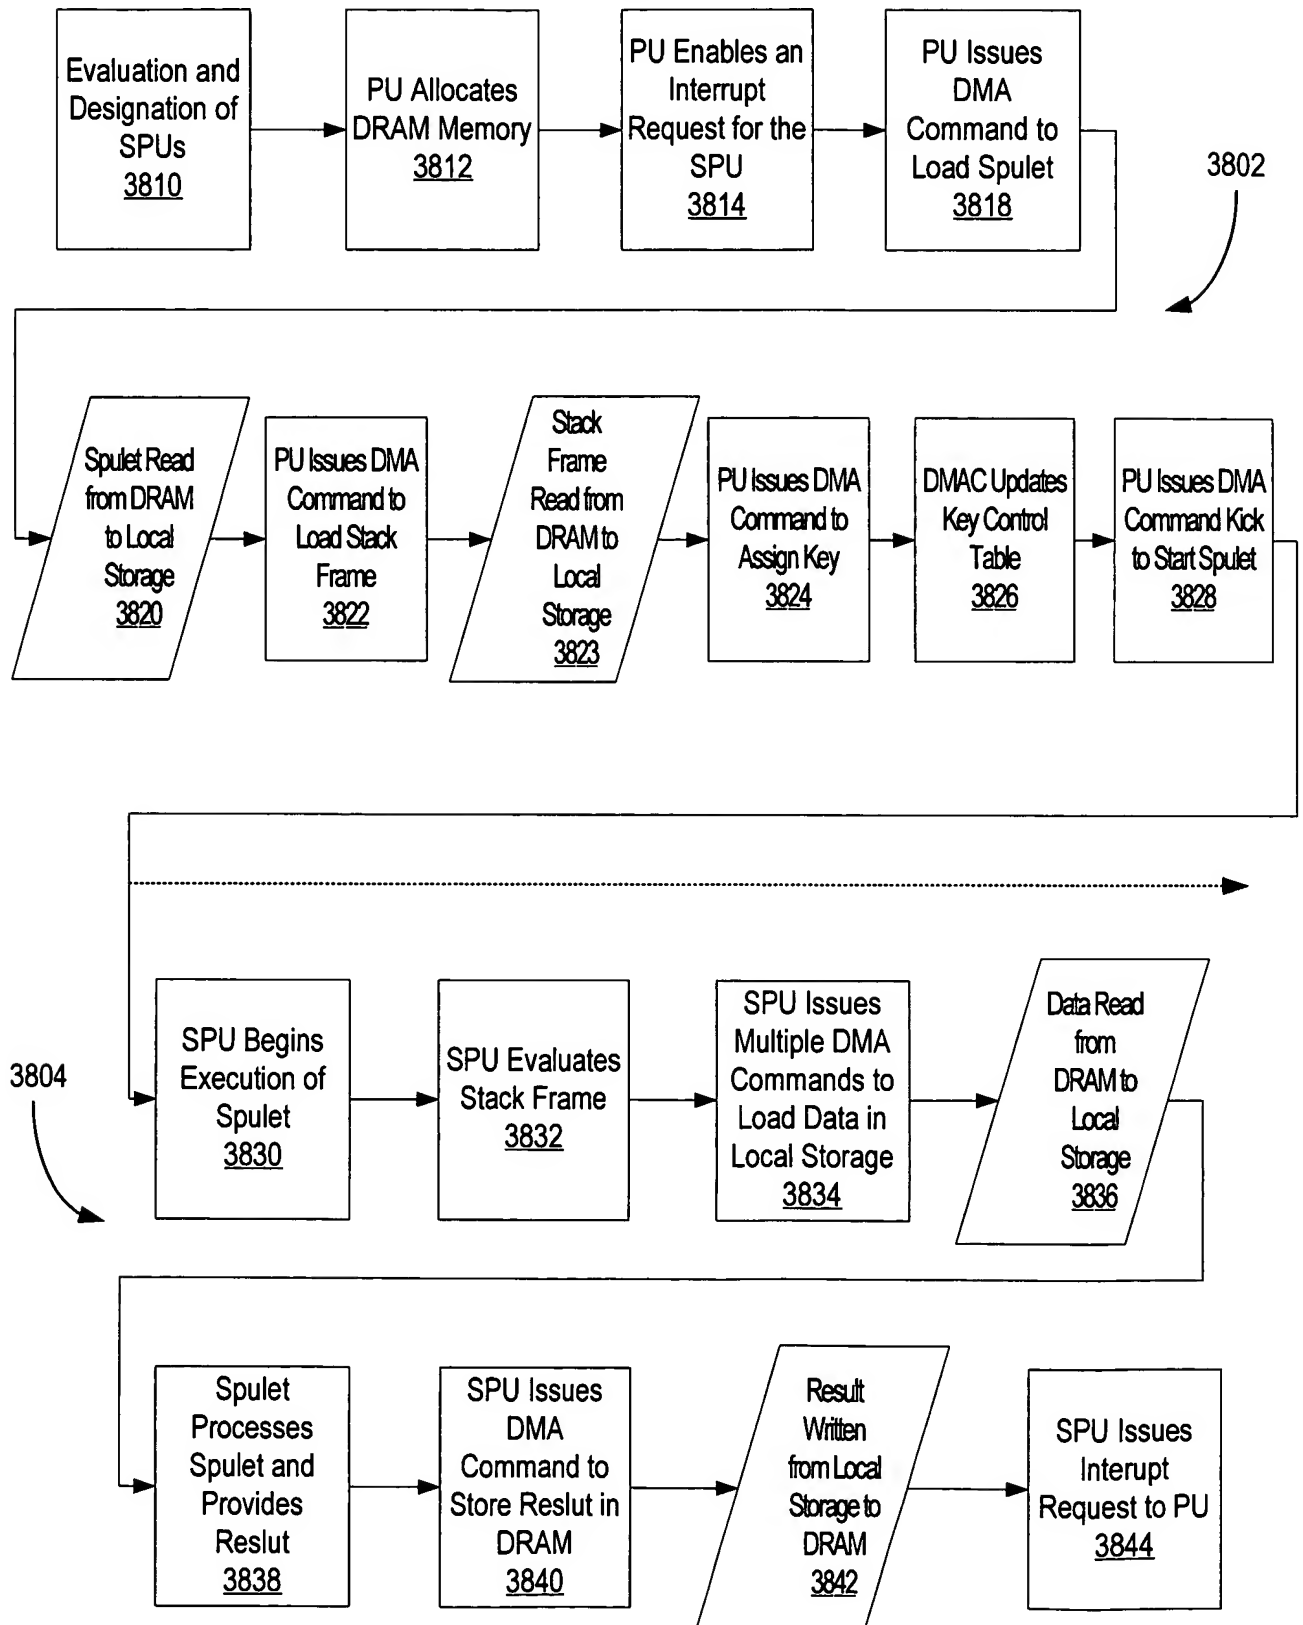 Evaluation and
Designation of
SPUs
3810
PU Allocates
DRAM Memory
3812
PU Enables an
Interrupt
Request for the
SPU
3814
PU Issues
DMA
Command to
Load Spulet
3818
3802
Spulet Read
from DRAM
to Local
Storage
3820
PU Issues DMA
Command to
Load Stack
Frame
3822
Stack
Frame
Read from
DRAM to
Local
Storage
3823
PU Issues DMA
Command to
Assign Key
3824
DMAC Updates
Key Control
Table
3826
PU Issues DMA
Command Kick
to Start Spulet
3828
3804
SPU Begins
Execution of
Spulet
3830
SPU Evaluates
Stack Frame
3832
SPU Issues
Multiple DMA
Commands to
Load Data in
Local Storage
3834
Data Read
from
DRAM to
Local
Storage
3836
Spulet
Processes
Spulet and
Provides
Reslut
3838
SPU Issues
DMA
Command to
Store Reslut in
DRAM
3840
Result
Written
from Local
Storage to
DRAM
3842
SPU Issues
Interupt
Request to PU
3844